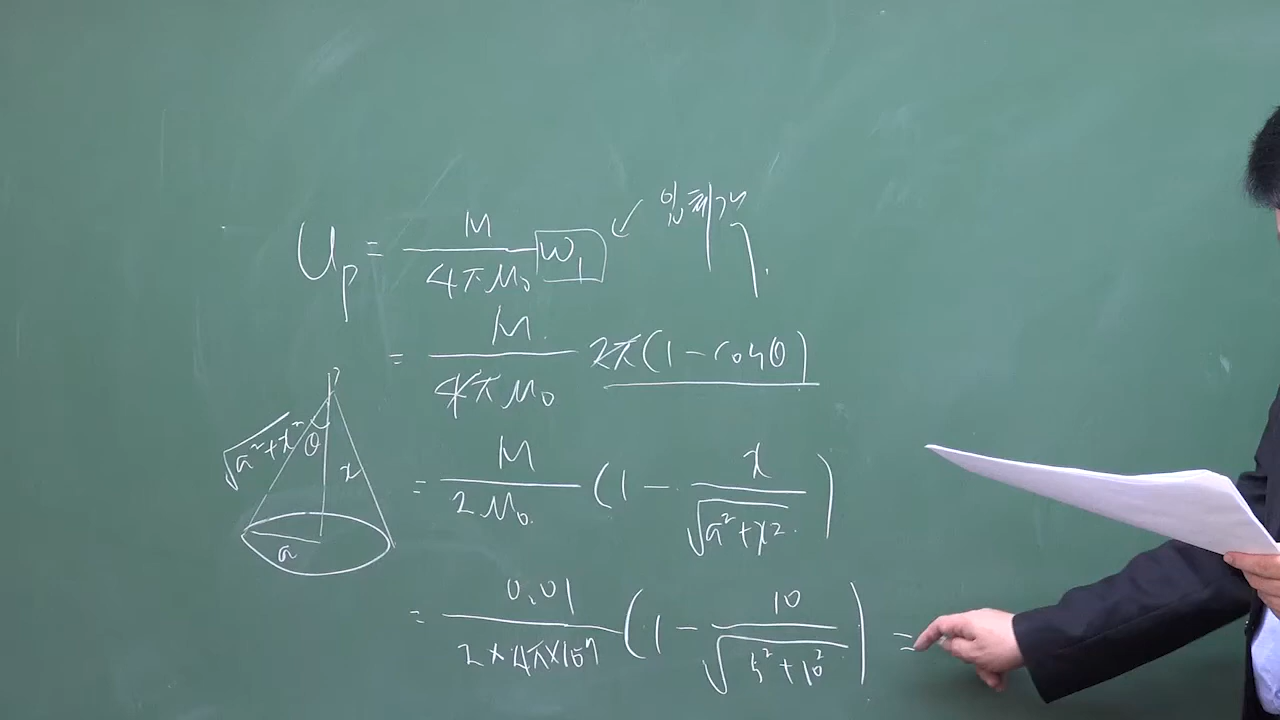 U_p = M / 4πμ₀ ω₁ ↙ 입체각
= M / 4πμ₀ 2π(1 - cosθ)
P
√a²+x² θ x
a
= M / 2μ₀ (1 - x / √a²+x²)
= 0.01 / 2×4π×10⁻⁷ (1 - 10 / √5²+10²) =